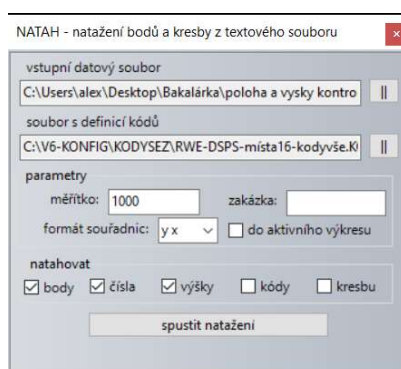 NATAH - natažení bodů a kresby z textového souboru
vstupní datový soubor
C:\Users\alex\Desktop\Bakalárka\poloha a vysky kontro
soubor s definicí kódů
C:\V6-KONFIG\KODYSEZ\RWE-DSPS-místa16-kodyvše.K
parametry
měřítko: 1000 zakázka:
formát souřadnic: y x do aktivního výkresu
natahovat
body čísla výšky kódy kresbu
spustit natažení